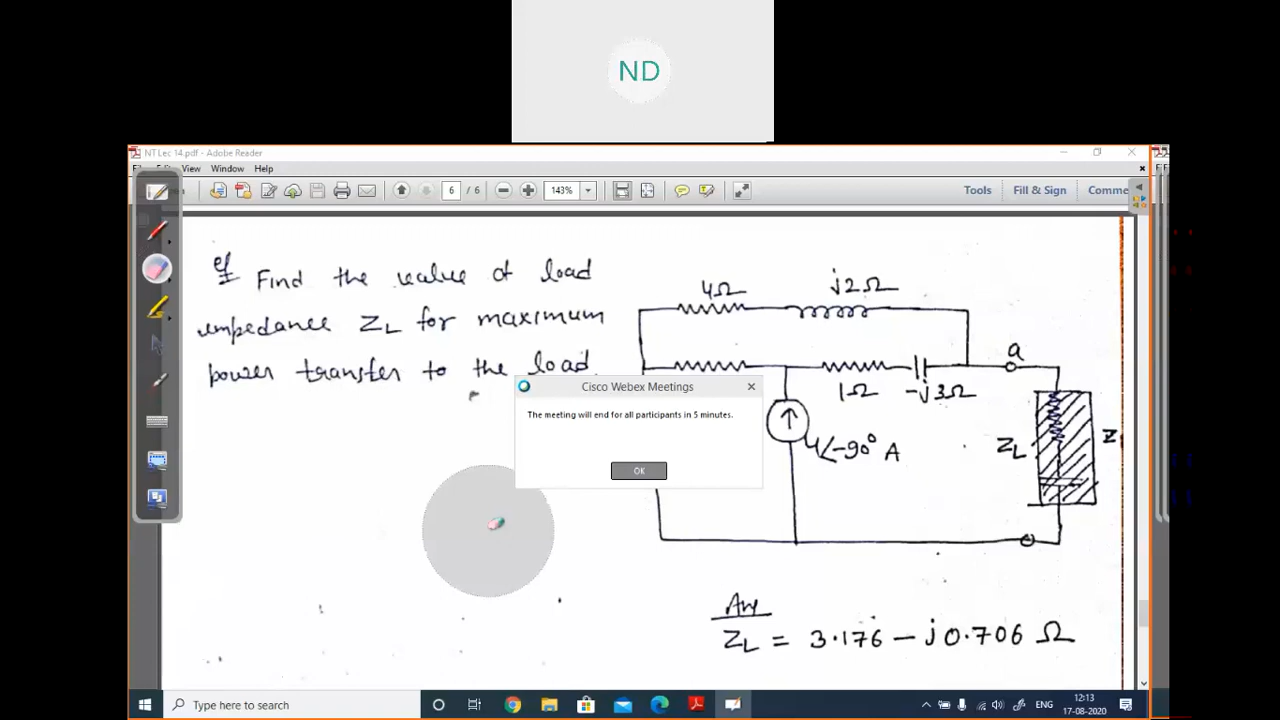 ND
NT Lec 14.pdf - Adobe Reader
View Window Help
6 / 6 143% Tools Fill & Sign Comme
eg Find the value of load
impedance ZL for maximum
power transfer to the load.
4Ω j2Ω
1Ω -j3Ω
a
4∠-90° A
ZL
Z
Cisco Webex Meetings
The meeting will end for all participants in 5 minutes.
OK
Ans
ZL = 3.176 - j0.706 Ω
Type here to search
ENG
12:13
17-08-2020